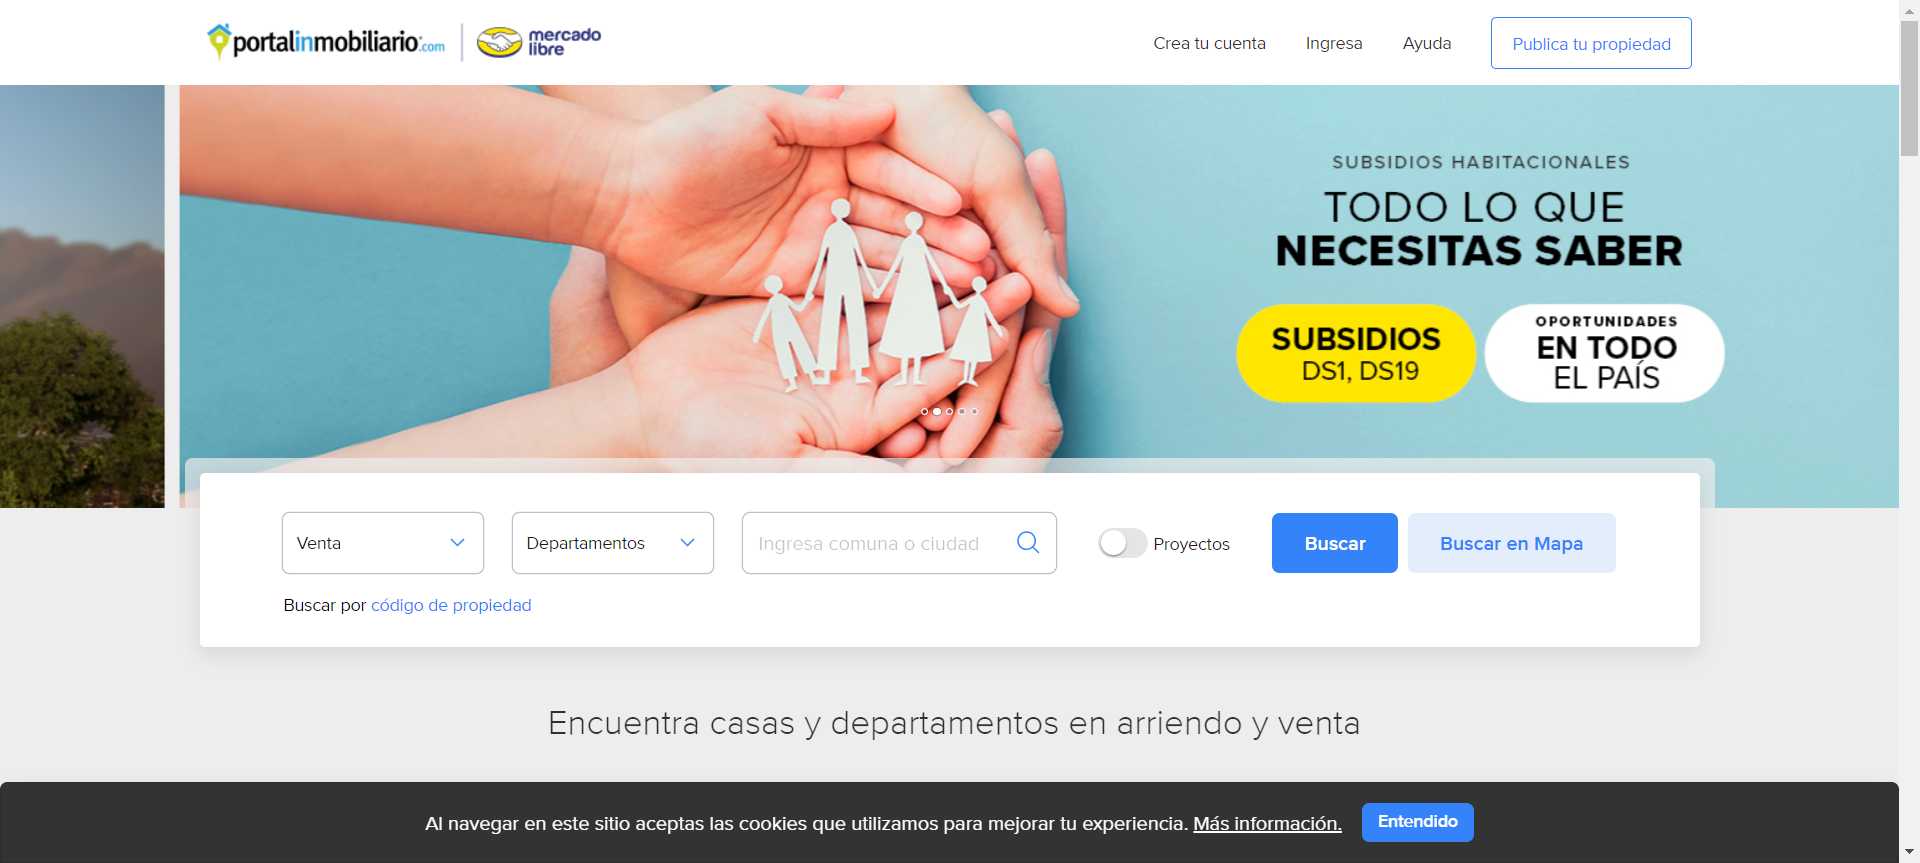 portalinmobiliario.com
mercado
libre
Crea tu cuenta
Ingresa
Ayuda
Publica tu propiedad
SUBSIDIOS HABITACIONALES
TODO LO QUE
NECESITAS SABER
SUBSIDIOS
DS1, DS19
OPORTUNIDADES
EN TODO
EL PAÍS
Venta
Departamentos
Ingresa comuna o ciudad
Proyectos
Buscar
Buscar en Mapa
Buscar por código de propiedad
Encuentra casas y departamentos en arriendo y venta
Al navegar en este sitio aceptas las cookies que utilizamos para mejorar tu experiencia. Más información.
Entendido